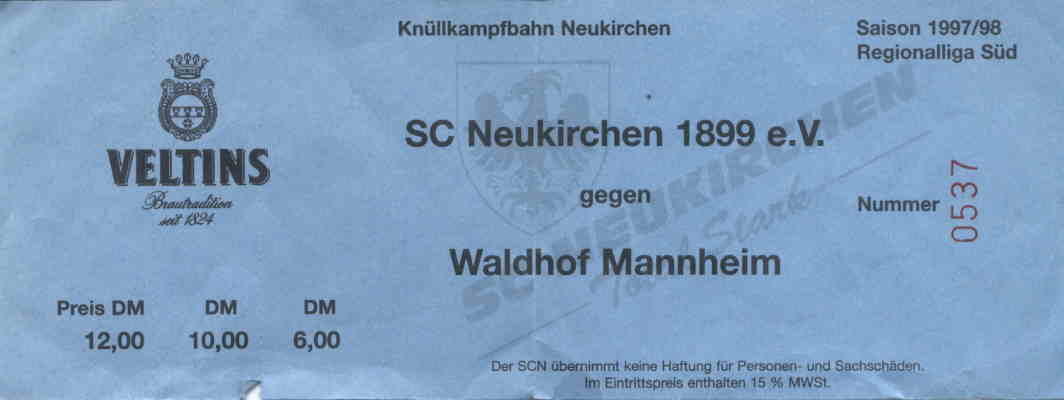 Knüllkampfbahn Neukirchen
Saison 1997/98
Regionalliga Süd
VELTINS
Brautradition
seit 1824
SC Neukirchen 1899 e.V.
gegen
Waldhof Mannheim
Nummer 0537
SC NEUKIRCHEN
Total Stark
Preis DM DM DM
12,00 10,00 6,00
Der SCN übernimmt keine Haftung für Personen- und Sachschäden.
Im Eintrittspreis enthalten 15 % MWSt.